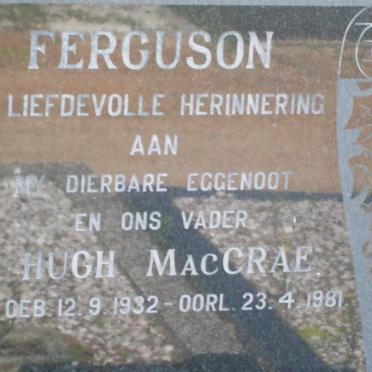 FERGUSON
LIEFDEVOLLE HERINNERING
AAN
MY DIERBARE EGGENOOT
EN ONS VADER
HUGH MACCRAE
GEB. 12.9.1932 - OORL. 23.4.1981.